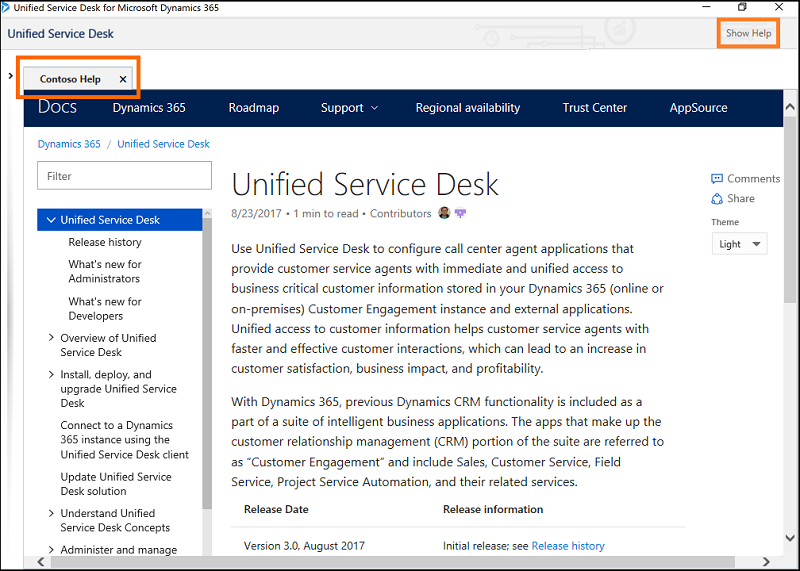 Unified Service Desk for Microsoft Dynamics 365
Unified Service Desk
Show Help
Contoso Help
Docs
Dynamics 365
Roadmap
Support
Regional availability
Trust Center
AppSource
Dynamics 365 / Unified Service Desk
Filter
Unified Service Desk
Release history
What's new for
Administrators
What's new for
Developers
Overview of Unified
Service Desk
Install, deploy, and
upgrade Unified Service
Desk
Connect to a Dynamics
365 instance using the
Unified Service Desk client
Update Unified Service
Desk solution
Understand Unified
Service Desk Concepts
Administer and manage
Unified Service Desk
8/23/2017 • 1 min to read • Contributors
Use Unified Service Desk to configure call center agent applications that
provide customer service agents with immediate and unified access to
business critical customer information stored in your Dynamics 365 (online or
on-premises) Customer Engagement instance and external applications.
Unified access to customer information helps customer service agents with
faster and effective customer interactions, which can lead to an increase in
customer satisfaction, business impact, and profitability.
With Dynamics 365, previous Dynamics CRM functionality is included as a
part of a suite of intelligent business applications. The apps that make up the
customer relationship management (CRM) portion of the suite are referred to
as “Customer Engagement” and include Sales, Customer Service, Field
Service, Project Service Automation, and their related services.
Release Date
Release information
Version 3.0, August 2017
Initial release; see Release history
Comments
Share
Theme
Light